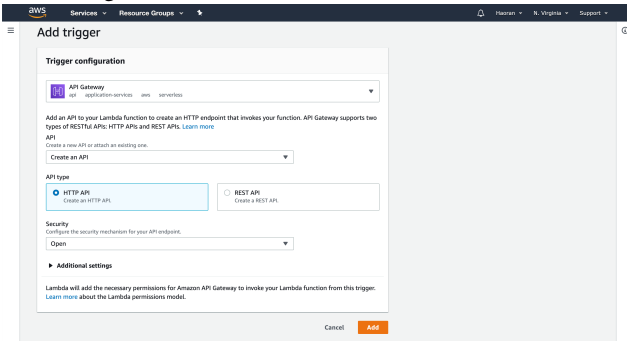 aws
Services Resource Groups
Haoran N. Virginia Support
Add trigger
Trigger configuration
API Gateway
api application-services aws serverless
Add an API to your Lambda function to create an HTTP endpoint that invokes your function. API Gateway supports two
types of RESTful APIs: HTTP APIs and REST APIs. Learn more
API
Create a new API or attach an existing one.
Create an API
API type
HTTP API
Create an HTTP API.
REST API
Create a REST API.
Security
Configure the security mechanism for your API endpoint.
Open
Additional settings
Lambda will add the necessary permissions for Amazon API Gateway to invoke your Lambda function from this trigger.
Learn more about the Lambda permissions model.
Cancel Add